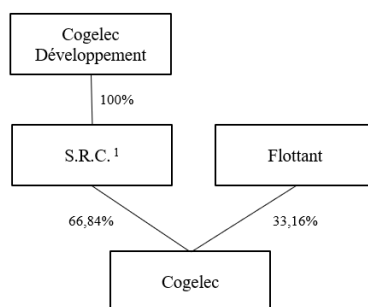 Cogelec
Développement
100%
S.R.C. ¹
Flottant
66,84%
33,16%
Cogelec